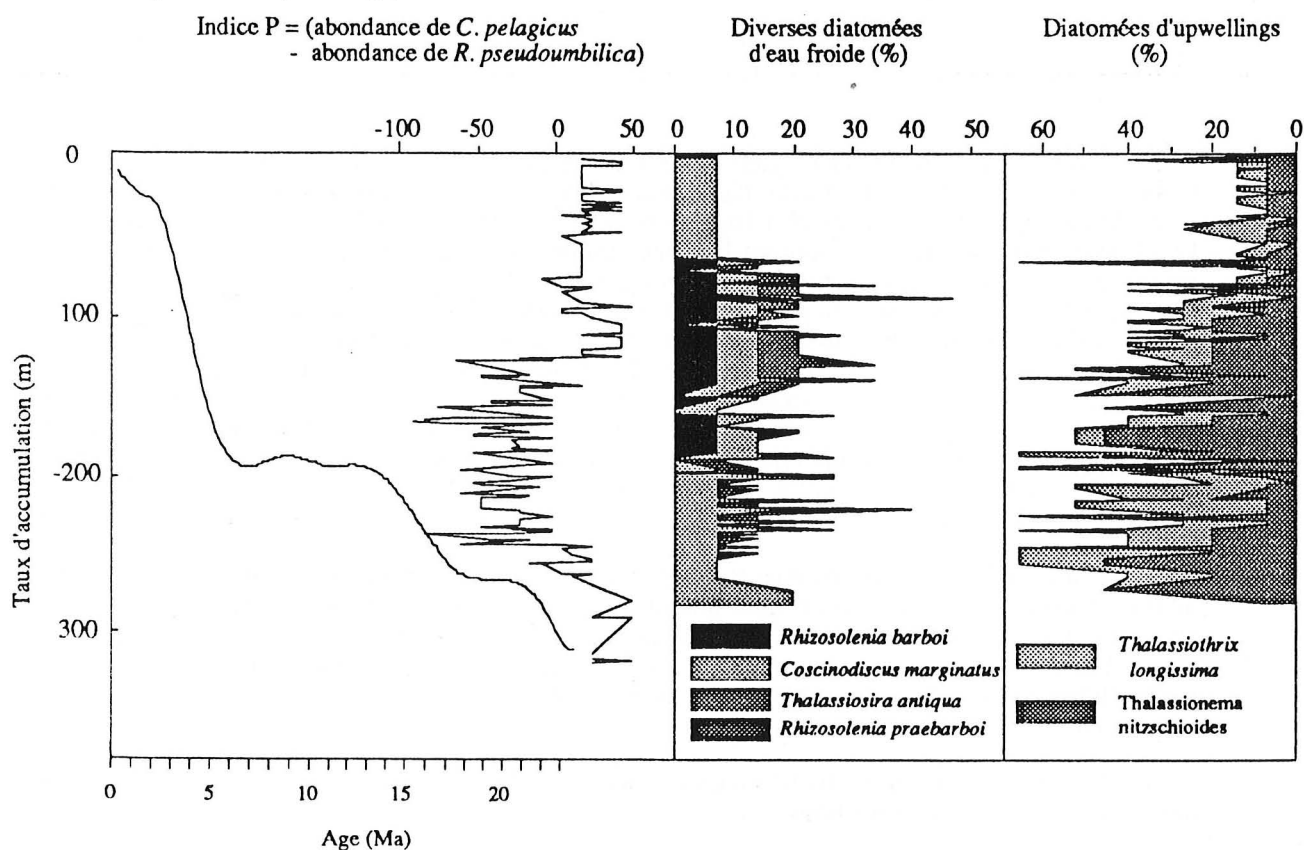 Indice P = (abondance de C. pelagicus
- abondance de R. pseudoumbilica)
Diverses diatomées
d'eau froide (%)
Diatomées d'upwellings
(%)
-100 -50 0 50
0 10 20 30 40 50
60 40 20 0
0
100
-200
300
Taux d'accumulation (m)
Rhizosolenia barboi
Coscinodiscus marginatus
Thalassiosira antiqua
Rhizosolenia praebarboi
Thalassiothrix
longissima
Thalassionema
nitzschioides
0 5 10 15 20
Age (Ma)